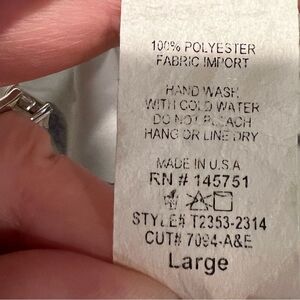 100% POLYESTER
FABRIC IMPORT
HAND WASH
WITH COLD WATER
DO NOT BLEACH
HANG OR LINE DRY
MADE IN U.S.A
RN # 145751
STYLE# T2353-2314
CUT# 7094-A&E
Large